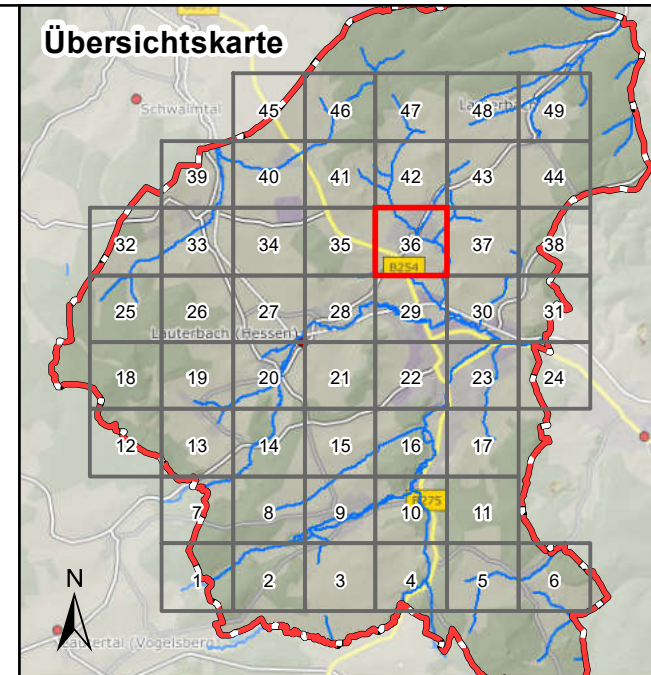 Übersichtskarte
Schwalmtal
45 46 47 48 49
39 40 41 42 43 44
32 33 34 35 36 37 38
B254
25 26 27 28 29 30 31
Lauterbach (Hessen)
18 19 20 21 22 23 24
12 13 14 15 16 17
7 8 9 10 11
B275
1 2 3 4 5 6
N
Lautertal (Vogelsberg)